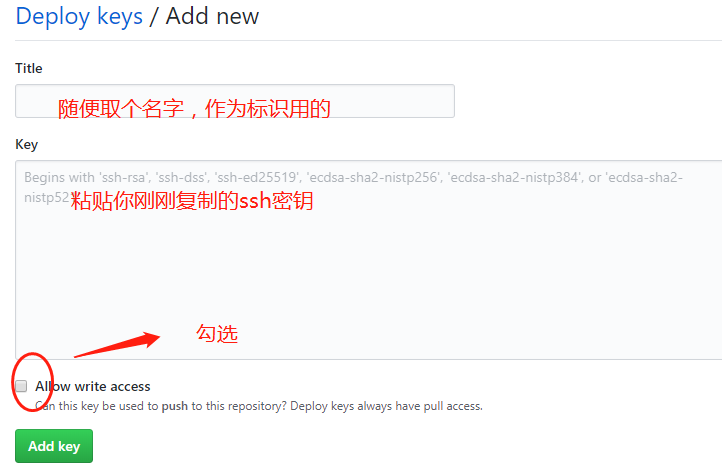 Deploy keys / Add new
Title
随便取个名字，作为标识用的
Key
Begins with 'ssh-rsa', 'ssh-dss', 'ssh-ed25519', 'ecdsa-sha2-nistp256', 'ecdsa-sha2-nistp384', or 'ecdsa-sha2-
nistp52
粘贴你刚刚复制的ssh密钥
勾选
Allow write access
Can this key be used to push to this repository? Deploy keys always have pull access.
Add key